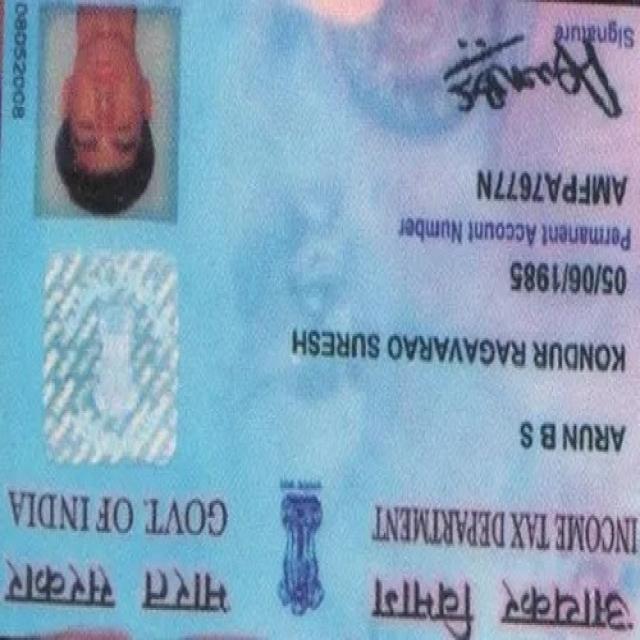 आयकर विभाग
भारत सरकार
INCOME TAX DEPARTMENT
GOVT. OF INDIA
ARUN B S
KONDUR RAGAVARAO SURESH
05/06/1985
Permanent Account Number
AMFPA7677N
Signature
08052008